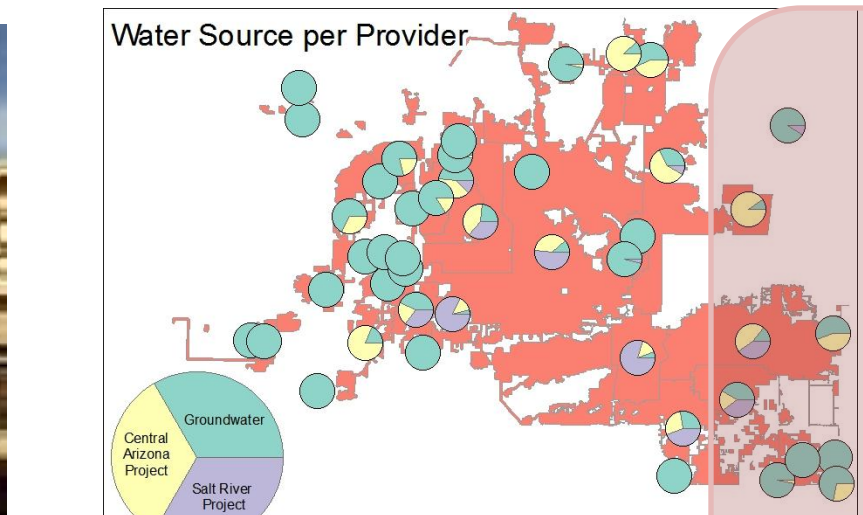 Water Source per Provider
Groundwater
Central
Arizona
Project
Salt River
Project